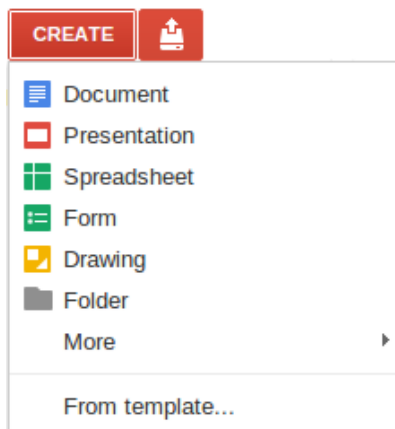 CREATE
Document
Presentation
Spreadsheet
Form
Drawing
Folder
More
From template...